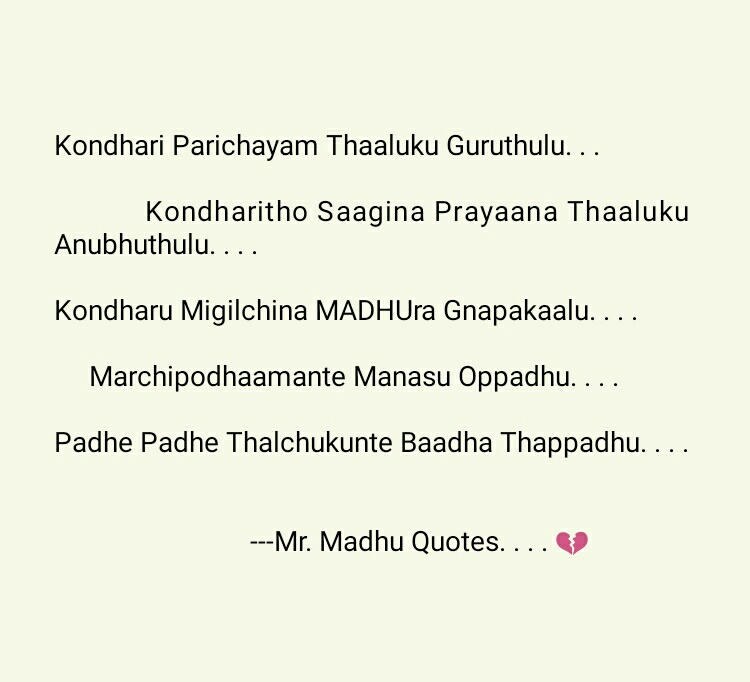 Kondhari Parichayam Thaaluku Guruthulu. . .
Kondharitho Saagina Prayaana Thaaluku
Anubhuthulu. . . .
Kondharu Migilchina MADHUra Gnapakaalu. . . .
Marchipodhaamante Manasu Oppadhu. . . .
Padhe Padhe Thalchukunte Baadha Thappadhu. . . .
---Mr. Madhu Quotes. . . . 💔